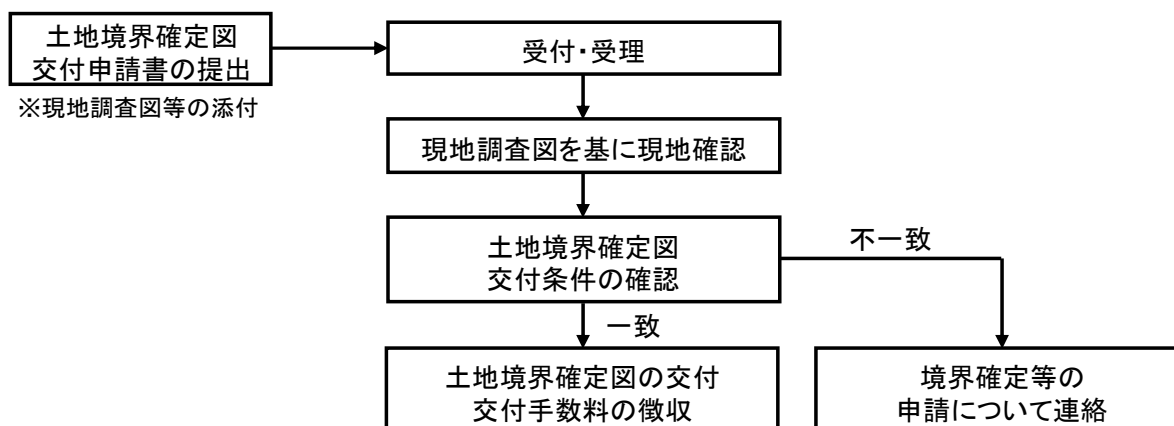 土地境界確定図
交付申請書の提出
※現地調査図等の添付
受付・受理
現地調査図を基に現地確認
土地境界確定図
交付条件の確認
不一致
一致
土地境界確定図の交付
交付手数料の徴収
境界確定等の
申請について連絡